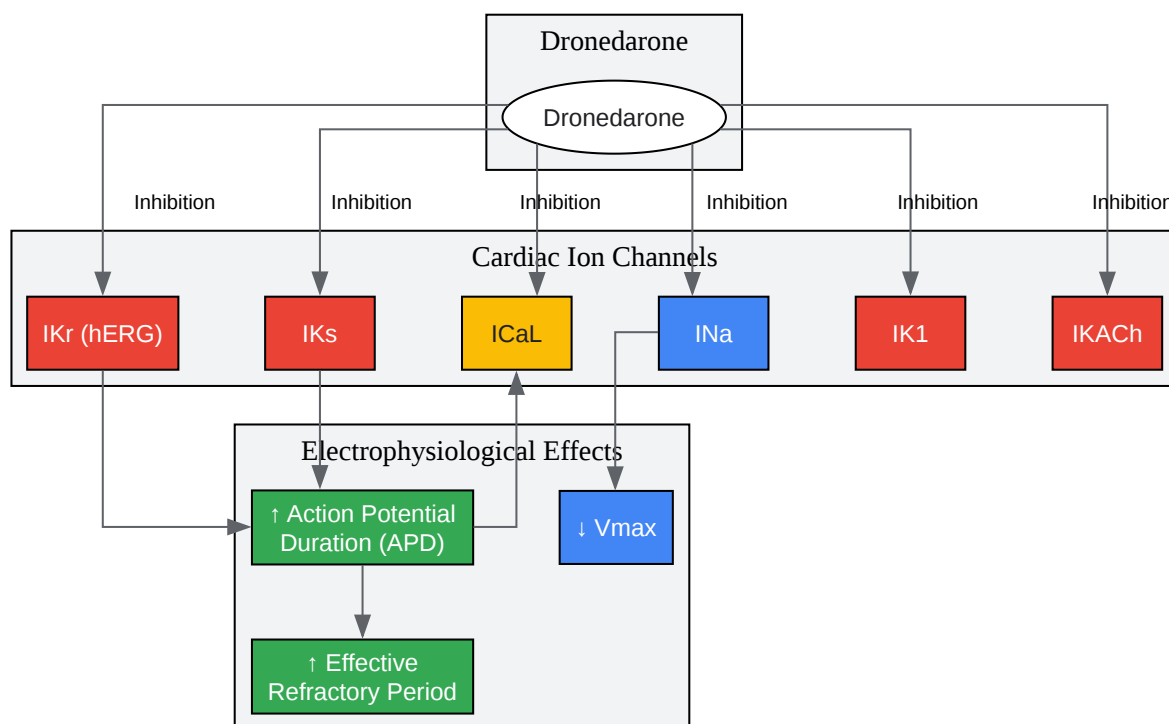 Dronedarone
Dronedarone
Inhibition
Inhibition
Inhibition
Inhibition
Inhibition
Inhibition
Cardiac Ion Channels
IKr (hERG)
IKs
ICaL
INa
IK1
IKACh
Electrophysiological Effects
↑ Action Potential
Duration (APD)
↓ Vmax
↑ Effective
Refractory Period